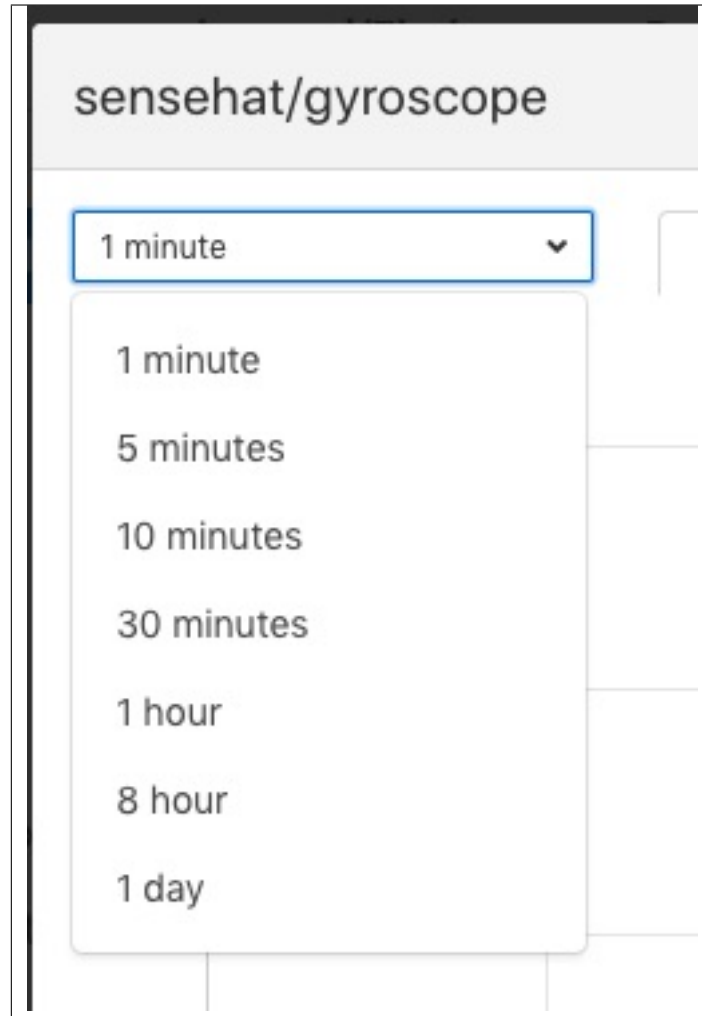 sensehat/gyroscope
1 minute
1 minute
5 minutes
10 minutes
30 minutes
1 hour
8 hour
1 day